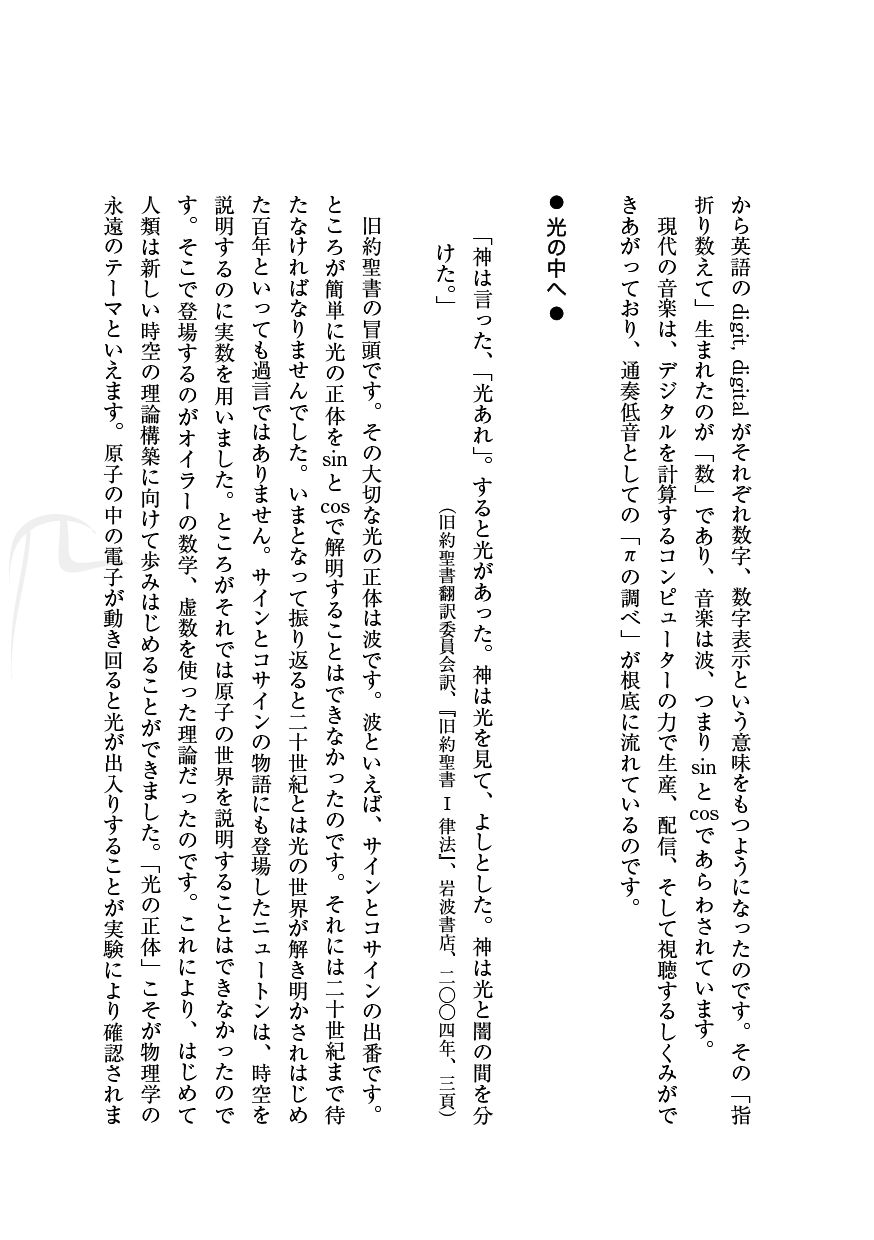 から英語の digit, digital がそれぞれ数字、数字表示という意味をもつようになったのです。その「指
折り数えて」生まれたのが「数」であり、音楽は波、つまり sin と cos であらわされています。
現代の音楽は、デジタルを計算するコンピューターの力で生産、配信、そして視聴するしくみがで
きあがっており、通奏低音としての「πの調べ」が根底に流れているのです。
●光の中へ●
「神は言った、「光あれ」。すると光があった。神は光を見て、よしとした。神は光と闇の間を分
けた。」
（旧約聖書翻訳委員会訳、『旧約聖書 Ⅰ 律法』、岩波書店、二〇〇四年、三頁）
旧約聖書の冒頭です。その大切な光の正体は波です。波といえば、サインとコサインの出番です。
ところが簡単に光の正体を sin と cos で解明することはできなかったのです。それには二十世紀まで待
たなければなりませんでした。いまとなって振り返ると二十世紀とは光の世界が解き明かされはじめ
た百年といっても過言ではありません。サインとコサインの物語にも登場したニュートンは、時空を
説明するのに実数を用いました。ところがそれでは原子の世界を説明することはできなかったので
す。そこで登場するのがオイラーの数学、虚数を使った理論だったのです。これにより、はじめて
人類は新しい時空の理論構築に向けて歩みはじめることができました。「光の正体」こそが物理学の
永遠のテーマといえます。原子の中の電子が動き回ると光が出入りすることが実験により確認されま